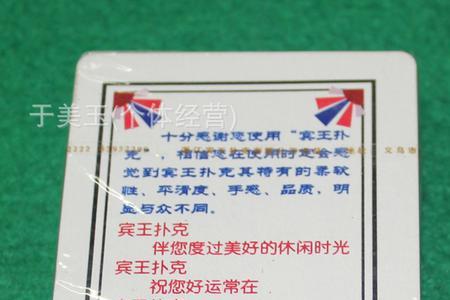 于美玉(个体经营)
十分感谢您使用“宾王扑
克”，相信您在使用时定会感
觉到宾王扑克其特有的柔软
性、平滑度、手感、品质，明
显与众不同。
宾王扑克
伴您度过美好的休闲时光
宾王扑克
祝您好运常在